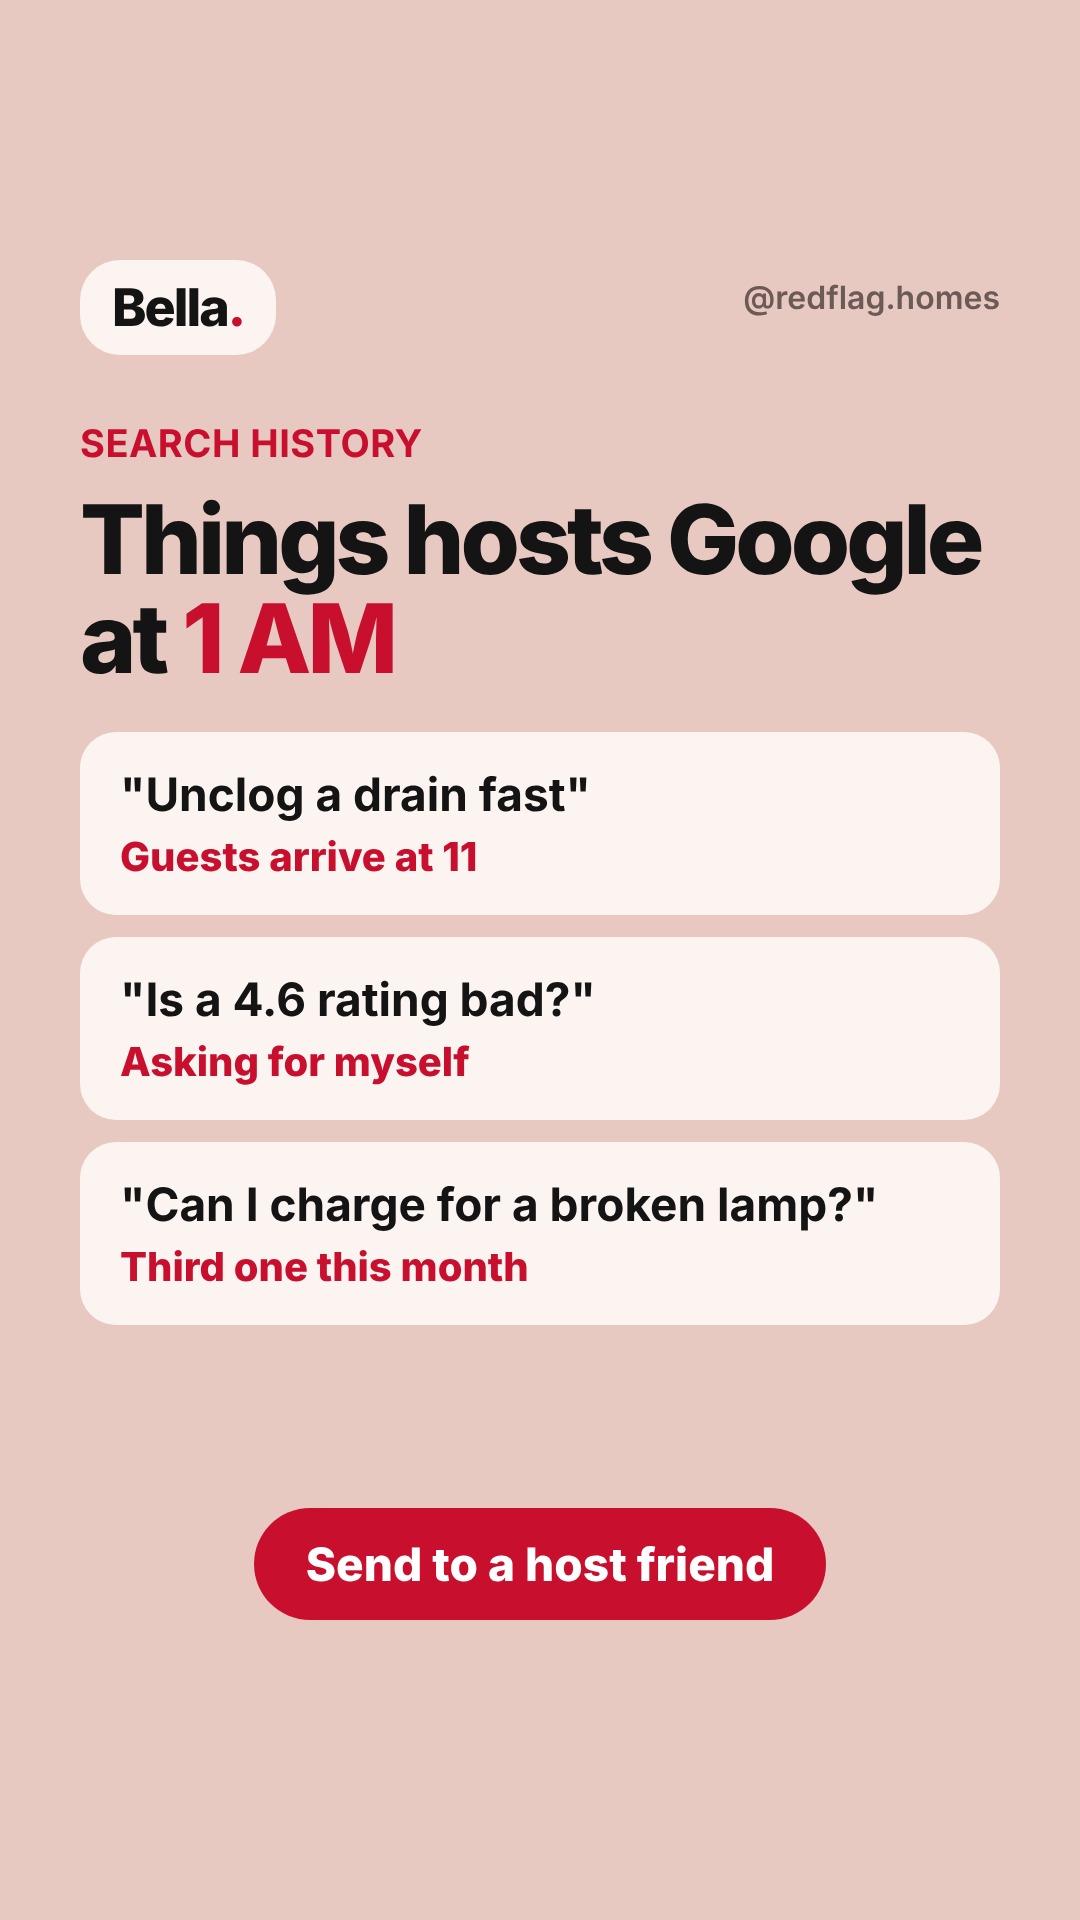 Bella.
@redflag.homes
SEARCH HISTORY
Things hosts Google
at 1 AM
"Unclog a drain fast"
Guests arrive at 11
"Is a 4.6 rating bad?"
Asking for myself
"Can I charge for a broken lamp?"
Third one this month
Send to a host friend